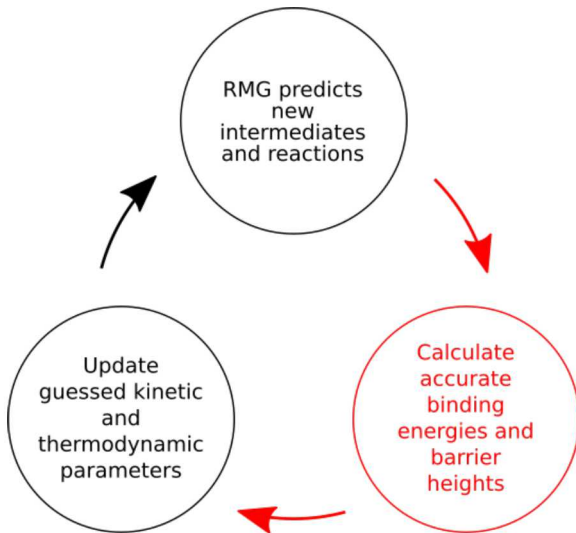 RMG predicts
new
intermediates
and reactions
Calculate
accurate
binding
energies and
barrier
heights
Update
guessed kinetic
and
thermodynamic
parameters